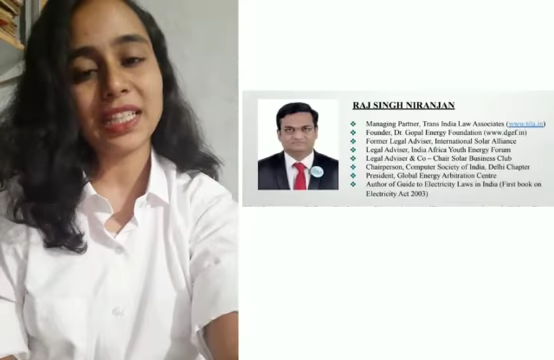 RAJ SINGH NIRANJAN
❖ Managing Partner, Trans India Law Associates (www.tila.in)
❖ Founder, Dr. Gopal Energy Foundation (www.dgef.in)
❖ Former Legal Adviser, International Solar Alliance
❖ Legal Adviser, India Africa Youth Energy Forum
❖ Legal Adviser & Co – Chair Solar Business Club
❖ Chairperson, Computer Society of India, Delhi Chapter
❖ President, Global Energy Arbitration Centre
❖ Author of Guide to Electricity Laws in India (First book on
Electricity Act 2003)